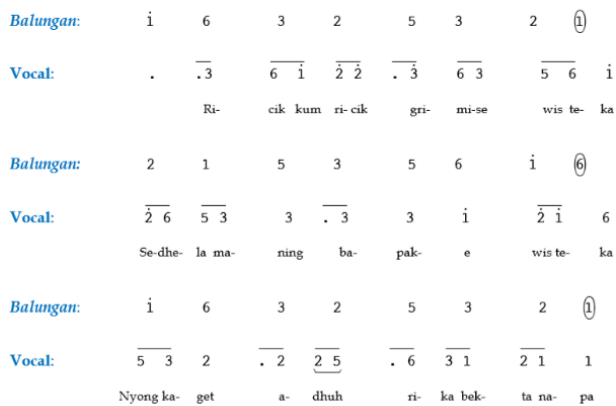 Balungan: i̇ 6 3 2 5 3 2 ①
Vocal: . .̅ ̅3̅ 6̅ ̅i̅̇ 2̅̇ ̅2̅̇ .̅ ̅3̅̇ 6̅ ̅3̅ 5̅ ̅6̅ i̇
Ri- cik kum ri- cik gri- mi-se wis te- ka
Balungan: 2 1 5 3 5 6 i̇ ⑥
Vocal: 2̅̇ ̅6̅ 5̅ ̅3̅ 3 .̅ ̅3̅ 3 i̇ 2̅̇ ̅i̅̇ 6
Se-dhe- la ma- ning ba- pak- e wis te- ka
Balungan: i̇ 6 3 2 5 3 2 ①
Vocal: 5̅ ̅3̅ 2 .̅ ̅2̅ 2̅ ̅5̅ .̅ ̅6̅ 3̅ ̅1̅ 2̅ ̅1̅ 1
Nyong ka- get a- dhuh ri- ka bek- ta na- pa